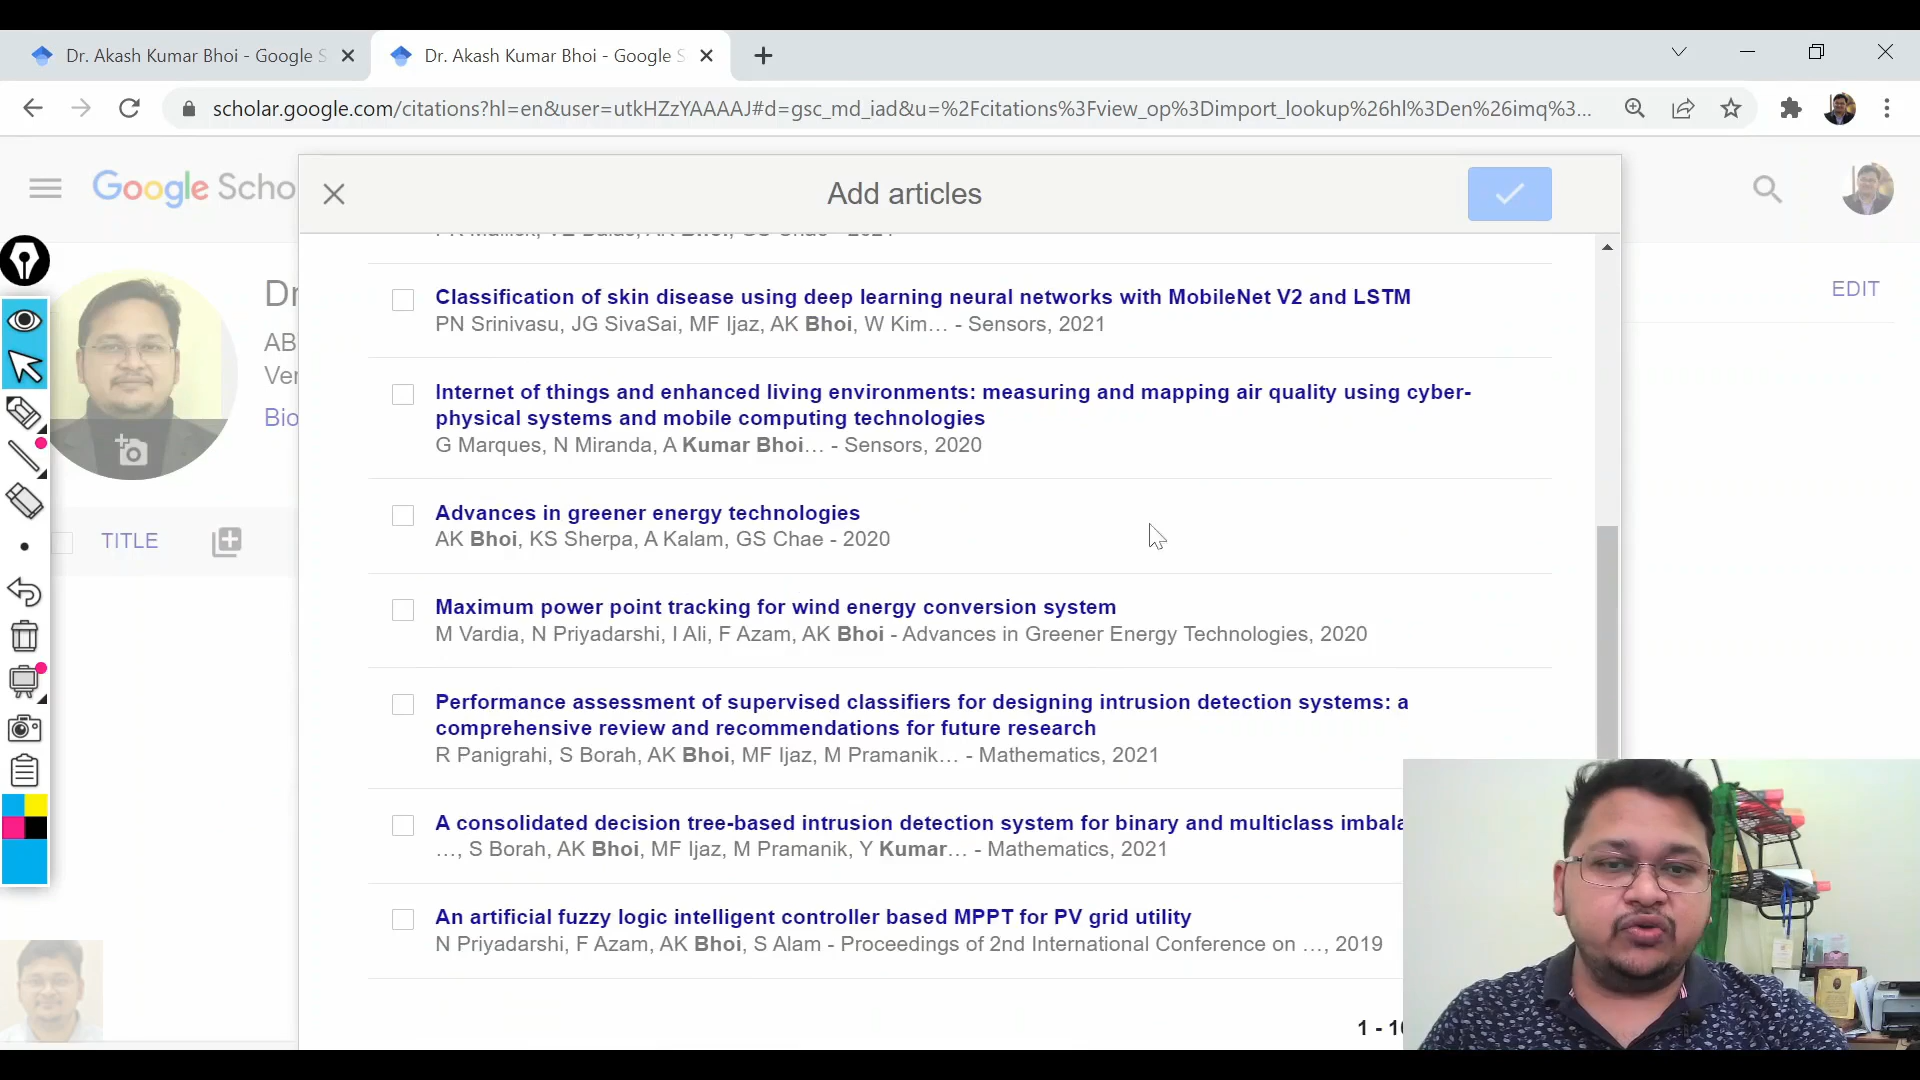 Dr. Akash Kumar Bhoi - Google S
Dr. Akash Kumar Bhoi - Google S
scholar.google.com/citations?hl=en&user=utkHZzYAAAAJ#d=gsc_md_iad&u=%2Fcitations%3Fview_op%3Dimport_lookup%26hl%3Den%26imq%3...
Google Scho
Add articles
Dr
AB
Ver
Bio
EDIT
TITLE
Classification of skin disease using deep learning neural networks with MobileNet V2 and LSTM
PN Srinivasu, JG SivaSai, MF Ijaz, AK Bhoi, W Kim… - Sensors, 2021
Internet of things and enhanced living environments: measuring and mapping air quality using cyber-
physical systems and mobile computing technologies
G Marques, N Miranda, A Kumar Bhoi… - Sensors, 2020
Advances in greener energy technologies
AK Bhoi, KS Sherpa, A Kalam, GS Chae - 2020
Maximum power point tracking for wind energy conversion system
M Vardia, N Priyadarshi, I Ali, F Azam, AK Bhoi - Advances in Greener Energy Technologies, 2020
Performance assessment of supervised classifiers for designing intrusion detection systems: a
comprehensive review and recommendations for future research
R Panigrahi, S Borah, AK Bhoi, MF Ijaz, M Pramanik… - Mathematics, 2021
A consolidated decision tree-based intrusion detection system for binary and multiclass imbala
…, S Borah, AK Bhoi, MF Ijaz, M Pramanik, Y Kumar… - Mathematics, 2021
An artificial fuzzy logic intelligent controller based MPPT for PV grid utility
N Priyadarshi, F Azam, AK Bhoi, S Alam - Proceedings of 2nd International Conference on …, 2019
1 - 10